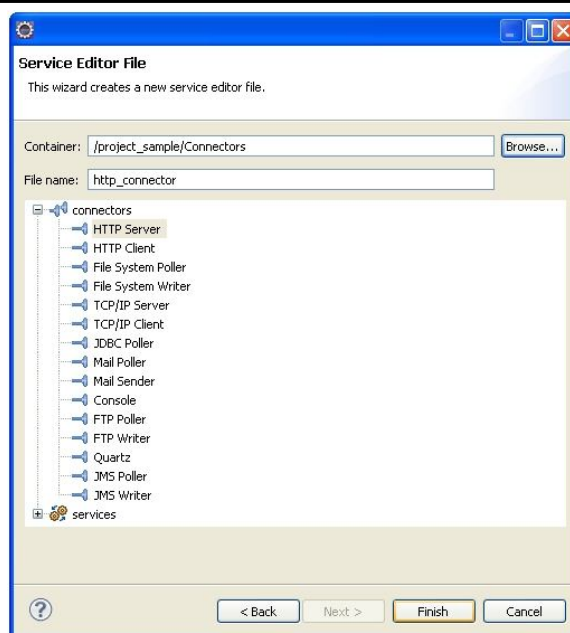 Service Editor File
This wizard creates a new service editor file.
Container: /project_sample/Connectors Browse...
File name: http_connector
connectors
HTTP Server
HTTP Client
File System Poller
File System Writer
TCP/IP Server
TCP/IP Client
JDBC Poller
Mail Poller
Mail Sender
Console
FTP Poller
FTP Writer
Quartz
JMS Poller
JMS Writer
services
? < Back Next > Finish Cancel